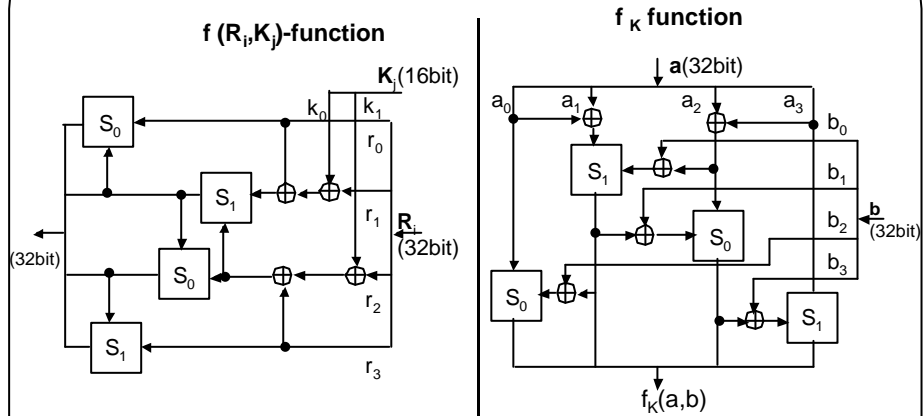 f (Ri,Kj)-function
Kj(16bit)
k0
k1
S0
r0
S1
r1
Ri
(32bit)
(32bit)
S0
r2
S1
r3
f K function
a(32bit)
a0
a1
a2
a3
b0
S1
b1
b
(32bit)
b2
S0
b3
S0
S1
fK(a,b)